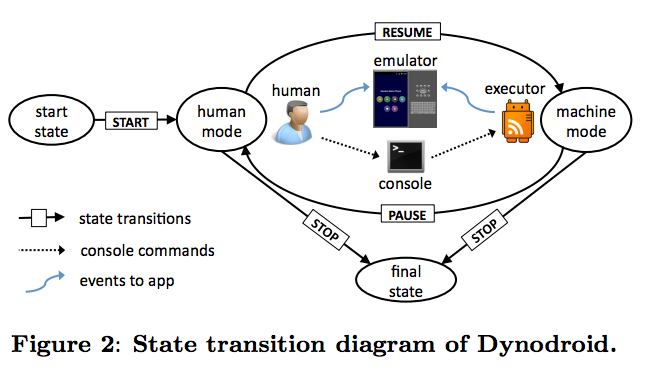 RESUME
emulator
human
executor
start
state
START
human
mode
machine
mode
>_
console
PAUSE
STOP
STOP
state transitions
console commands
events to app
final
state
Figure 2: State transition diagram of Dynodroid.